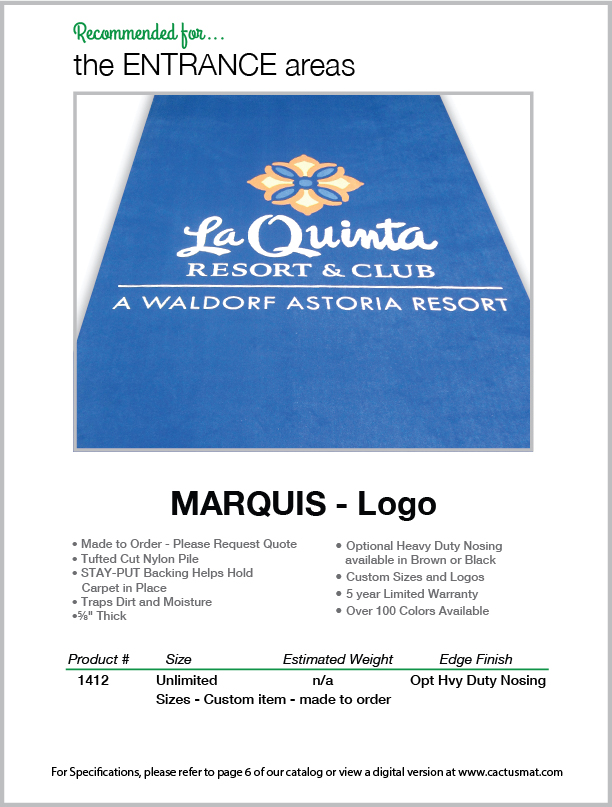 Recommended for...
the ENTRANCE areas
La Quinta
RESORT & CLUB
A WALDORF ASTORIA RESORT
MARQUIS - Logo
• Made to Order - Please Request Quote
• Tufted Cut Nylon Pile
• STAY-PUT Backing Helps Hold
Carpet in Place
• Traps Dirt and Moisture
•⅝" Thick
• Optional Heavy Duty Nosing
available in Brown or Black
• Custom Sizes and Logos
• 5 year Limited Warranty
• Over 100 Colors Available
Product # Size Estimated Weight Edge Finish
1412 Unlimited n/a Opt Hvy Duty Nosing
Sizes - Custom item - made to order
For Specifications, please refer to page 6 of our catalog or view a digital version at www.cactusmat.com